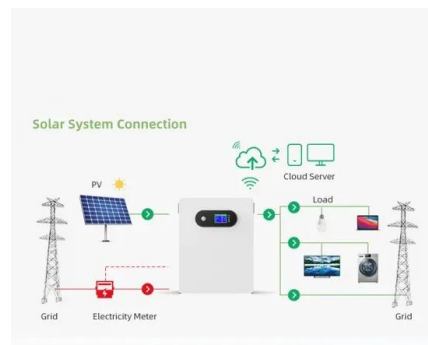 Solar System Connection
Cloud Server
PV
Load
Grid
Electricity Meter
Grid